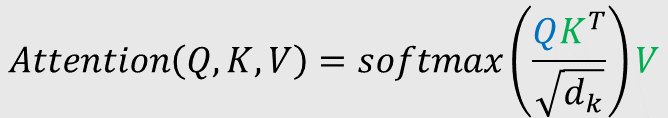 Attention(Q, K, V) = softmax(QK^T / √d_k)V